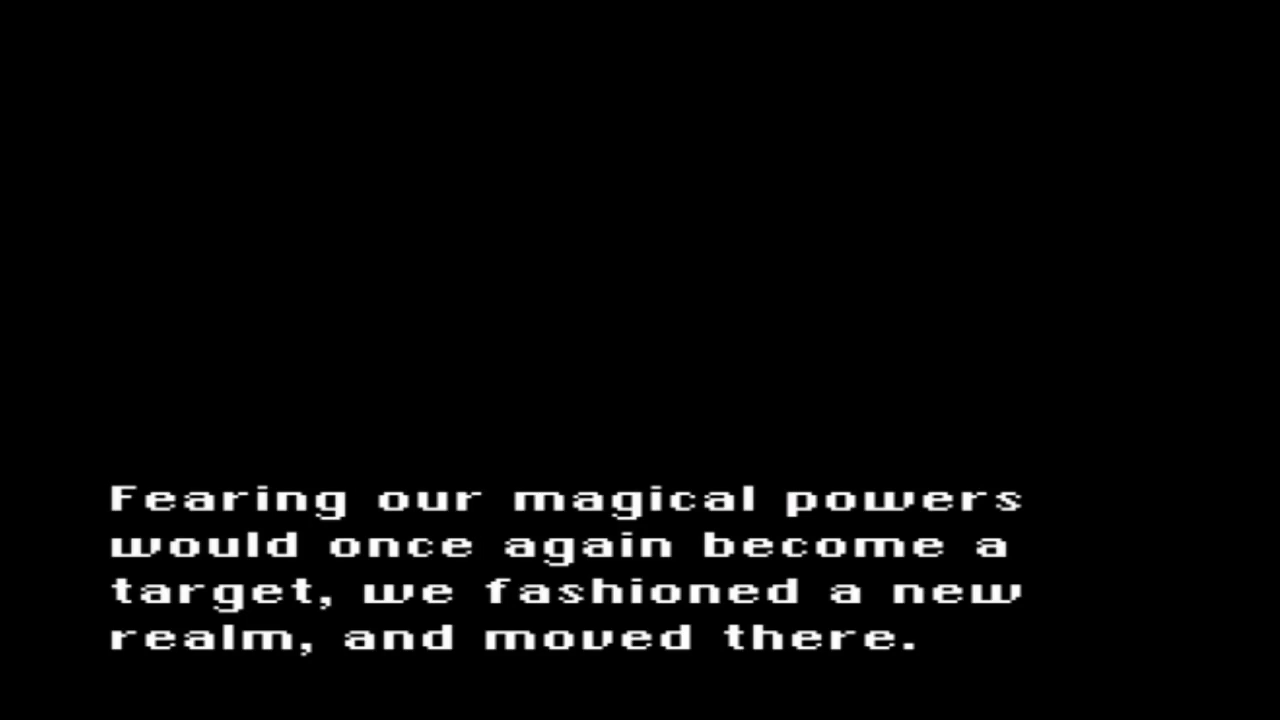 Fearing our magical powers
would once again become a
target, we fashioned a new
realm, and moved there.